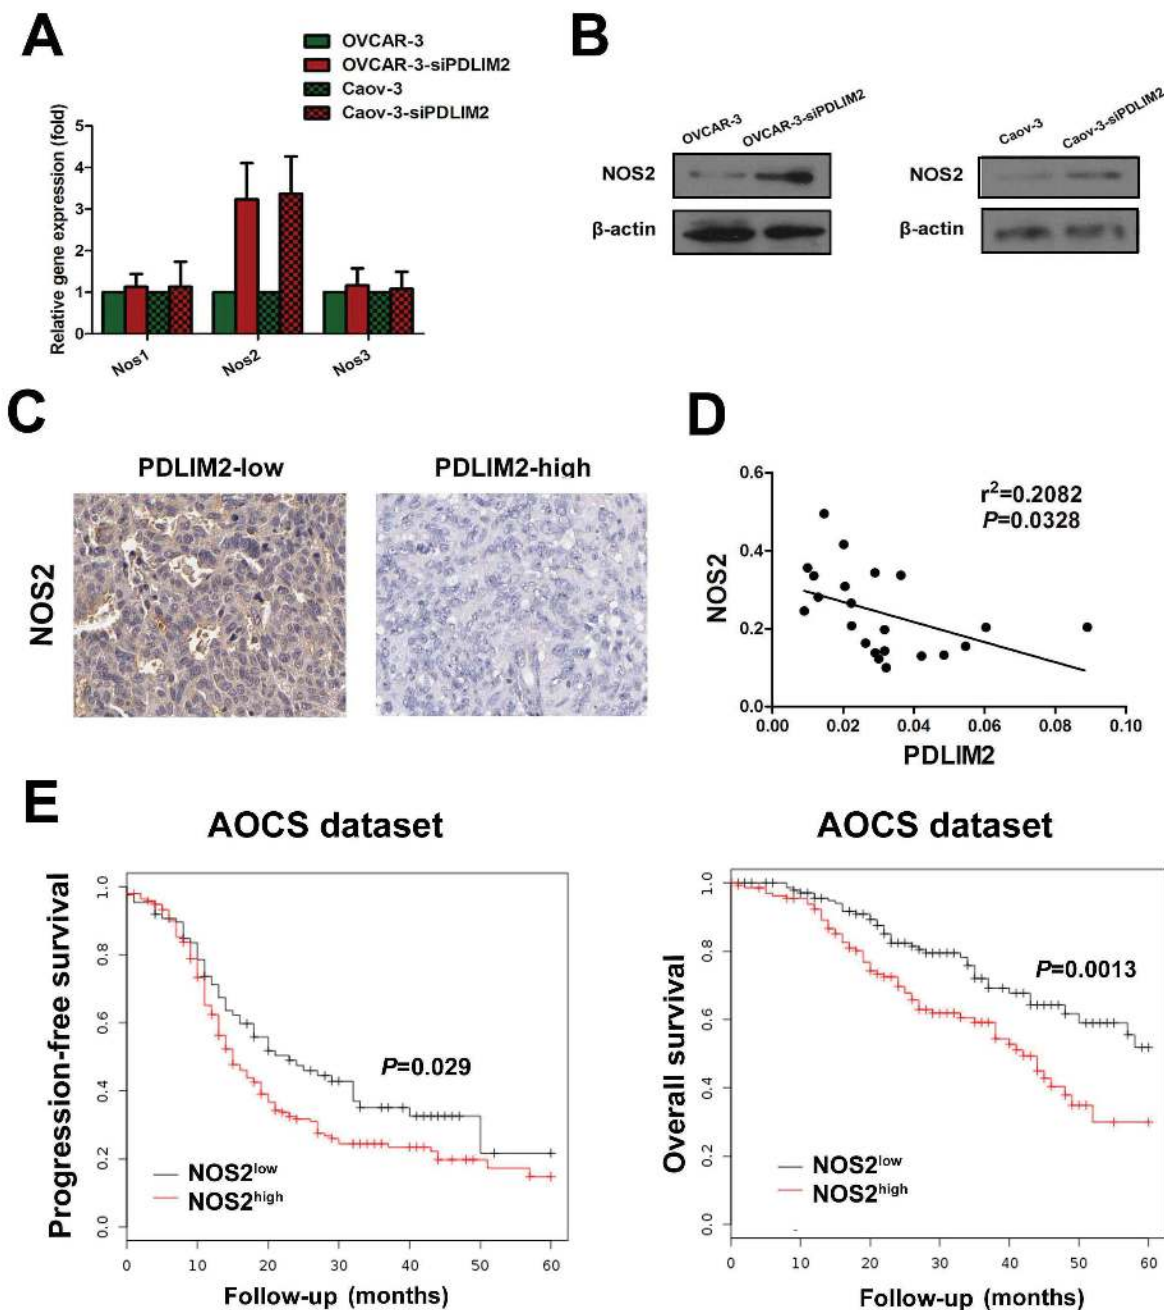 A
OVCAR-3
OVCAR-3-siPDLIM2
Caov-3
Caov-3-siPDLIM2
Relative gene expression (fold)
5
4
3
2
1
0
Nos1
Nos2
Nos3
B
OVCAR-3
OVCAR-3-siPDLIM2
NOS2
β-actin
Caov-3
Caov-3-siPDLIM2
NOS2
β-actin
C
PDLIM2-low
PDLIM2-high
NOS2
D
r²=0.2082
P=0.0328
NOS2
0.6
0.4
0.2
0.0
0.00 0.02 0.04 0.06 0.08 0.10
PDLIM2
E
AOCS dataset
Progression-free survival
1.0
0.8
0.6
0.4
0.2
0.0
P=0.029
NOS2low
NOS2high
0 10 20 30 40 50 60
Follow-up (months)
AOCS dataset
Overall survival
1.0
0.8
0.6
0.4
0.2
0.0
P=0.0013
NOS2low
NOS2high
0 10 20 30 40 50 60
Follow-up (months)